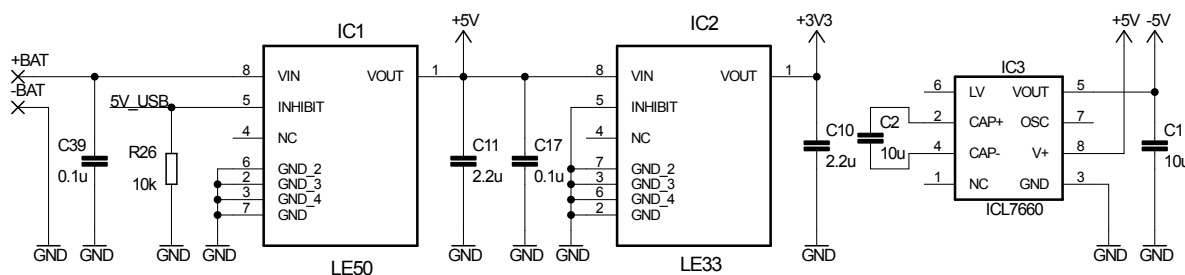 IC1
+5V
IC2
+3V3
+5V
-5V
IC3
+BAT
-BAT
8
VIN
VOUT
1
8
VIN
VOUT
1
6
LV
VOUT
5
5V_USB
5
INHIBIT
5
INHIBIT
2
CAP+
OSC
7
4
NC
4
NC
C2
10u
4
CAP-
V+
8
C39
0.1u
R26
10k
C11
2.2u
C17
0.1u
C10
2.2u
C1
10u
6
GND_2
2
GND_3
3
GND_4
7
GND
7
GND_2
3
GND_3
6
GND_4
2
GND
1
NC
GND
3
ICL7660
GND
GND
GND
GND
GND
GND
GND
GND
GND
GND
LE50
LE33